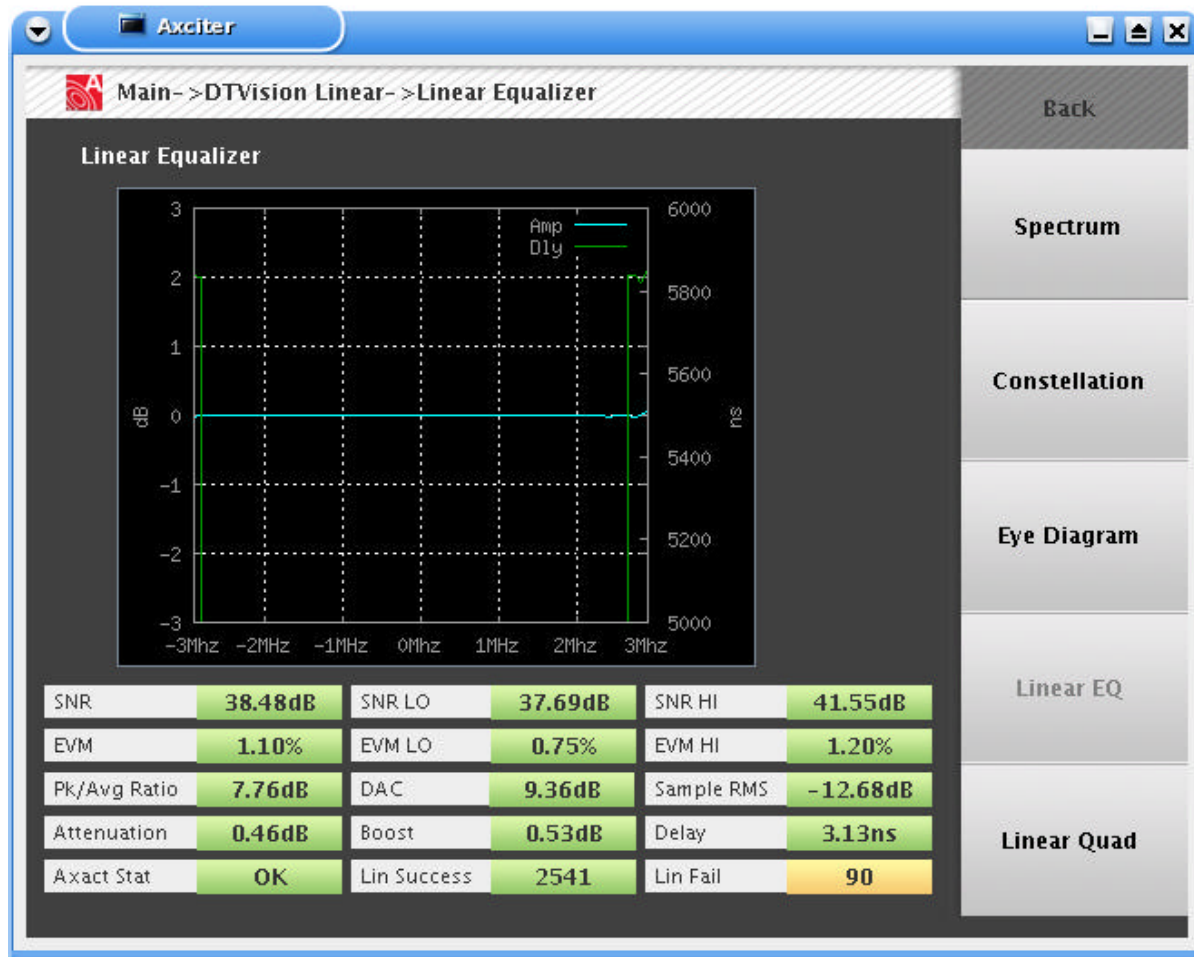 Axciter
Main->DTVision Linear->Linear Equalizer
Back
Linear Equalizer
Spectrum
Constellation
Eye Diagram
Linear EQ
Linear Quad
Amp
Dly
3
2
1
0
-1
-2
-3
dB
6000
5800
5600
5400
5200
5000
ns
-3Mhz -2MHz -1MHz 0Mhz 1MHz 2Mhz 3Mhz
SNR 38.48dB SNR LO 37.69dB SNR HI 41.55dB
EVM 1.10% EVM LO 0.75% EVM HI 1.20%
Pk/Avg Ratio 7.76dB DAC 9.36dB Sample RMS -12.68dB
Attenuation 0.46dB Boost 0.53dB Delay 3.13ns
Axact Stat OK Lin Success 2541 Lin Fail 90